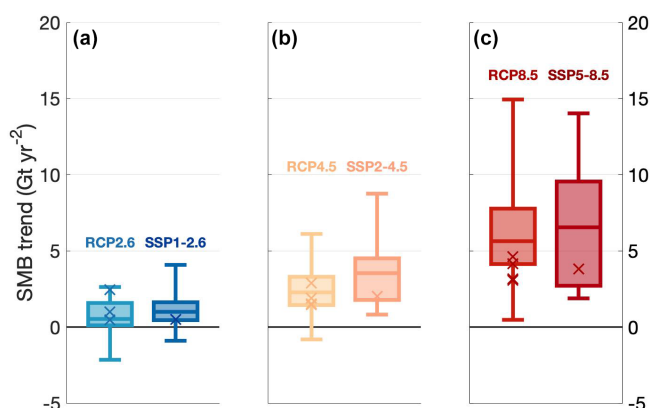 20
15
10
5
0
-5
SMB trend (Gt yr-2)
(a)
RCP2.6 SSP1-2.6
(b)
RCP4.5 SSP2-4.5
(c)
RCP8.5 SSP5-8.5
20
15
10
5
0
-5